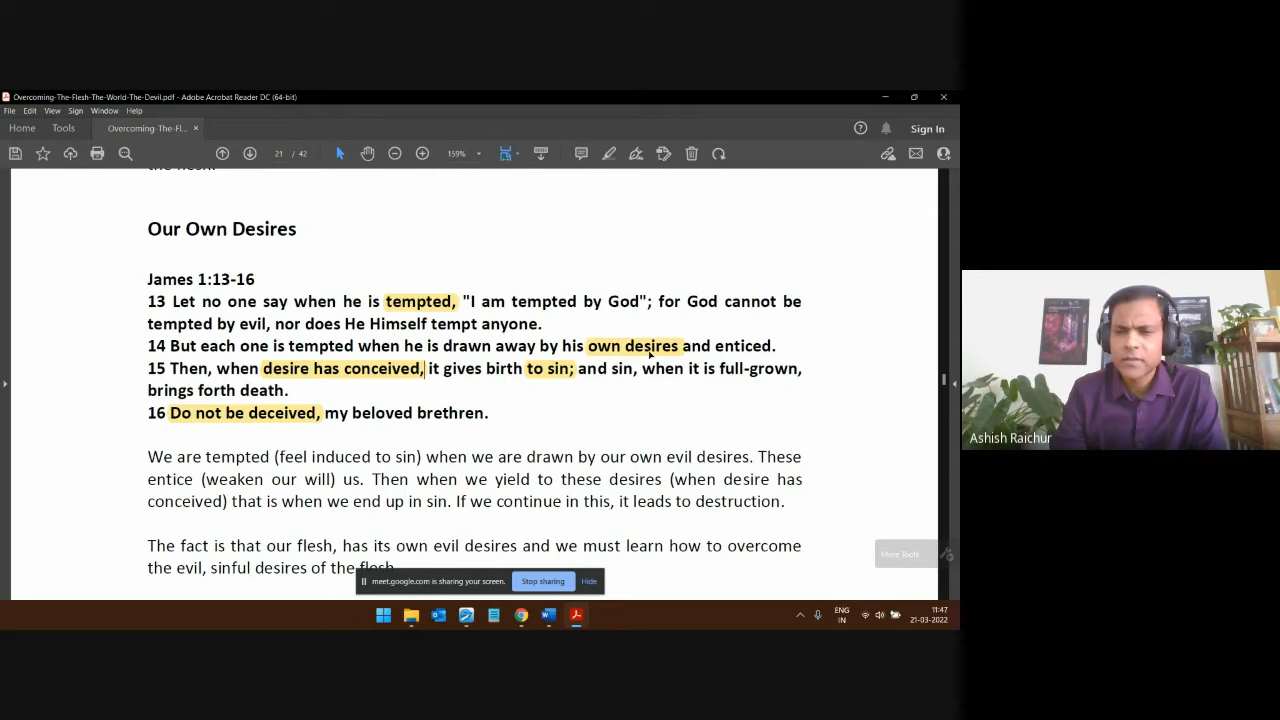 Overcoming-The-Flesh-The-World-The-Devil.pdf - Adobe Acrobat Reader DC (64-bit)
File Edit View Sign Window Help
Home Tools Overcoming-The-Fl... × Sign In
21 / 42 159%
Our Own Desires
James 1:13-16
13 Let no one say when he is tempted, "I am tempted by God"; for God cannot be
tempted by evil, nor does He Himself tempt anyone.
14 But each one is tempted when he is drawn away by his own desires and enticed.
15 Then, when desire has conceived, it gives birth to sin; and sin, when it is full-grown,
brings forth death.
16 Do not be deceived, my beloved brethren.
We are tempted (feel induced to sin) when we are drawn by our own evil desires. These
entice (weaken our will) us. Then when we yield to these desires (when desire has
conceived) that is when we end up in sin. If we continue in this, it leads to destruction.
The fact is that our flesh, has its own evil desires and we must learn how to overcome
the evil, sinful desires of the flesh
More Tools
meet.google.com is sharing your screen. Stop sharing Hide
ENG
IN
11:47
21-03-2022
Ashish Raichur